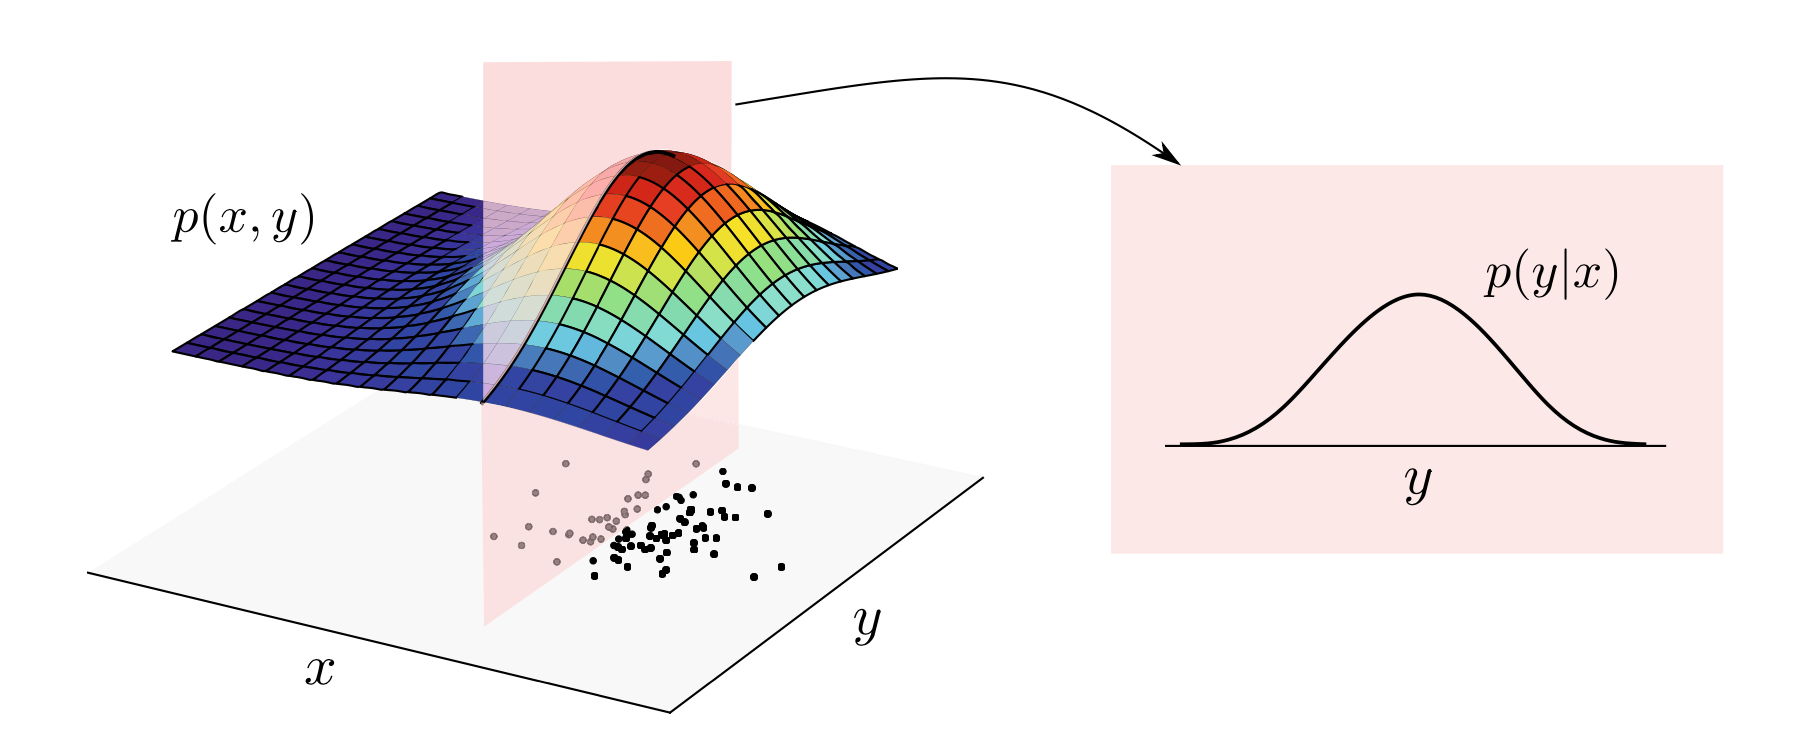 p(x, y)
p(y|x)
y
y
x